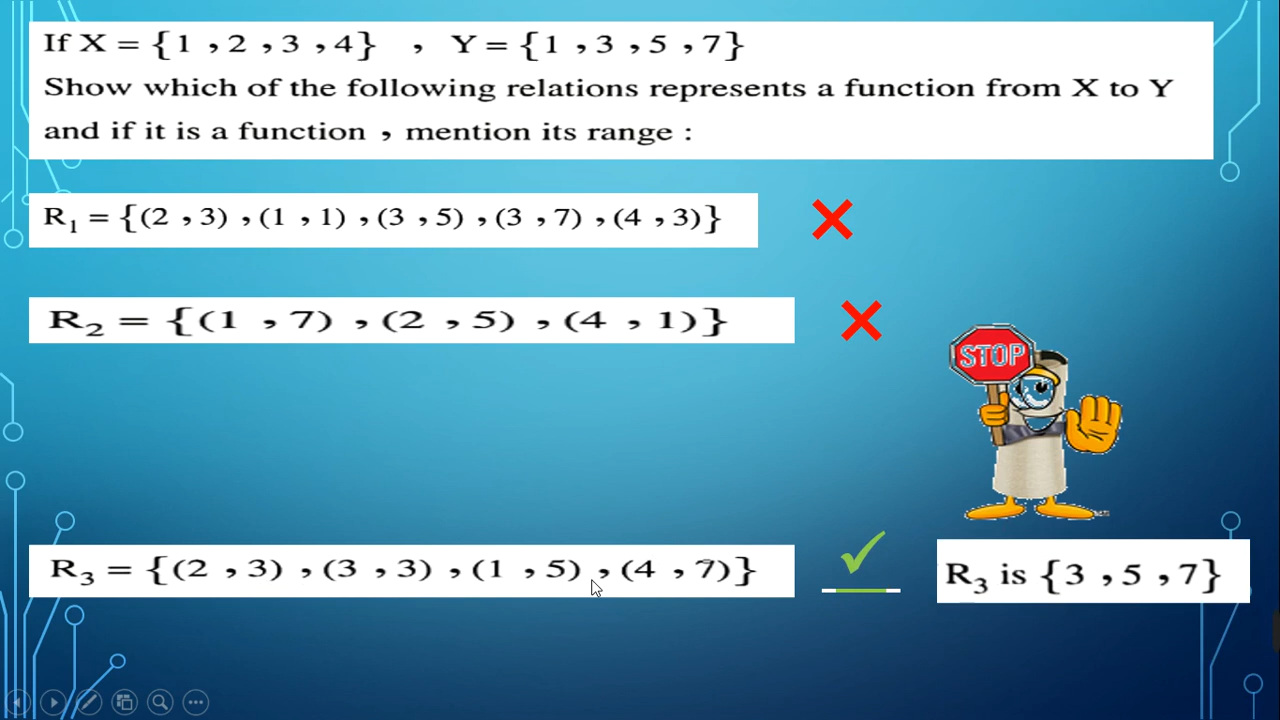 If X = {1 , 2 , 3 , 4} , Y = {1 , 3 , 5 , 7}
Show which of the following relations represents a function from X to Y
and if it is a function , mention its range :
R₁ = {(2 , 3) , (1 , 1) , (3 , 5) , (3 , 7) , (4 , 3)}
R₂ = {(1 , 7) , (2 , 5) , (4 , 1)}
STOP
R₃ = {(2 , 3) , (3 , 3) , (1 , 5) , (4 , 7)}
R₃ is {3 , 5 , 7}